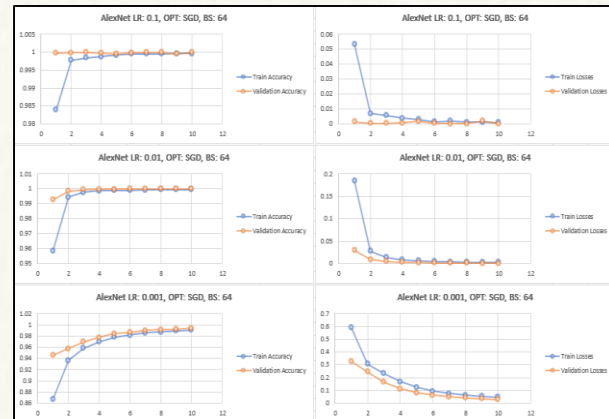 AlexNet LR: 0.1, OPT: SGD, BS: 64
1.005
1
0.995
0.99
0.985
0.98
0 2 4 6 8 10 12
Train Accuracy
Validation Accuracy
AlexNet LR: 0.1, OPT: SGD, BS: 64
0.06
0.05
0.04
0.03
0.02
0.01
0
0 2 4 6 8 10 12
Train Losses
Validation Losses
AlexNet LR: 0.01, OPT: SGD, BS: 64
1.01
1
0.99
0.98
0.97
0.96
0.95
0 2 4 6 8 10 12
Train Accuracy
Validation Accuracy
AlexNet LR: 0.01, OPT: SGD, BS: 64
0.2
0.15
0.1
0.05
0
0 2 4 6 8 10 12
Train Losses
Validation Losses
AlexNet LR: 0.001, OPT: SGD, BS: 64
1.02
1
0.98
0.96
0.94
0.92
0.9
0.88
0.86
0 2 4 6 8 10 12
Train Accuracy
Validation Accuracy
AlexNet LR: 0.001, OPT: SGD, BS: 64
0.7
0.6
0.5
0.4
0.3
0.2
0.1
0
0 2 4 6 8 10 12
Train Losses
Validation Losses